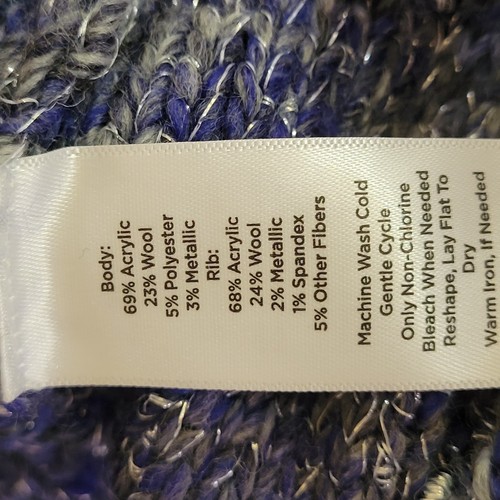 Body:
69% Acrylic
23% Wool
5% Polyester
3% Metallic
Rib:
68% Acrylic
24% Wool
2% Metallic
1% Spandex
5% Other Fibers
Machine Wash Cold
Gentle Cycle
Only Non-Chlorine
Bleach When Needed
Reshape, Lay Flat To
Dry
Warm Iron, If Needed